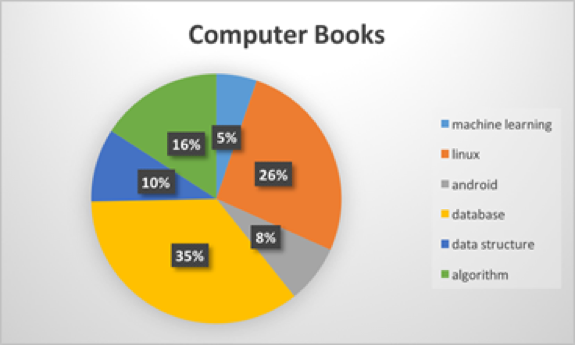 Computer Books
5%
26%
8%
35%
10%
16%
machine learning
linux
android
database
data structure
algorithm